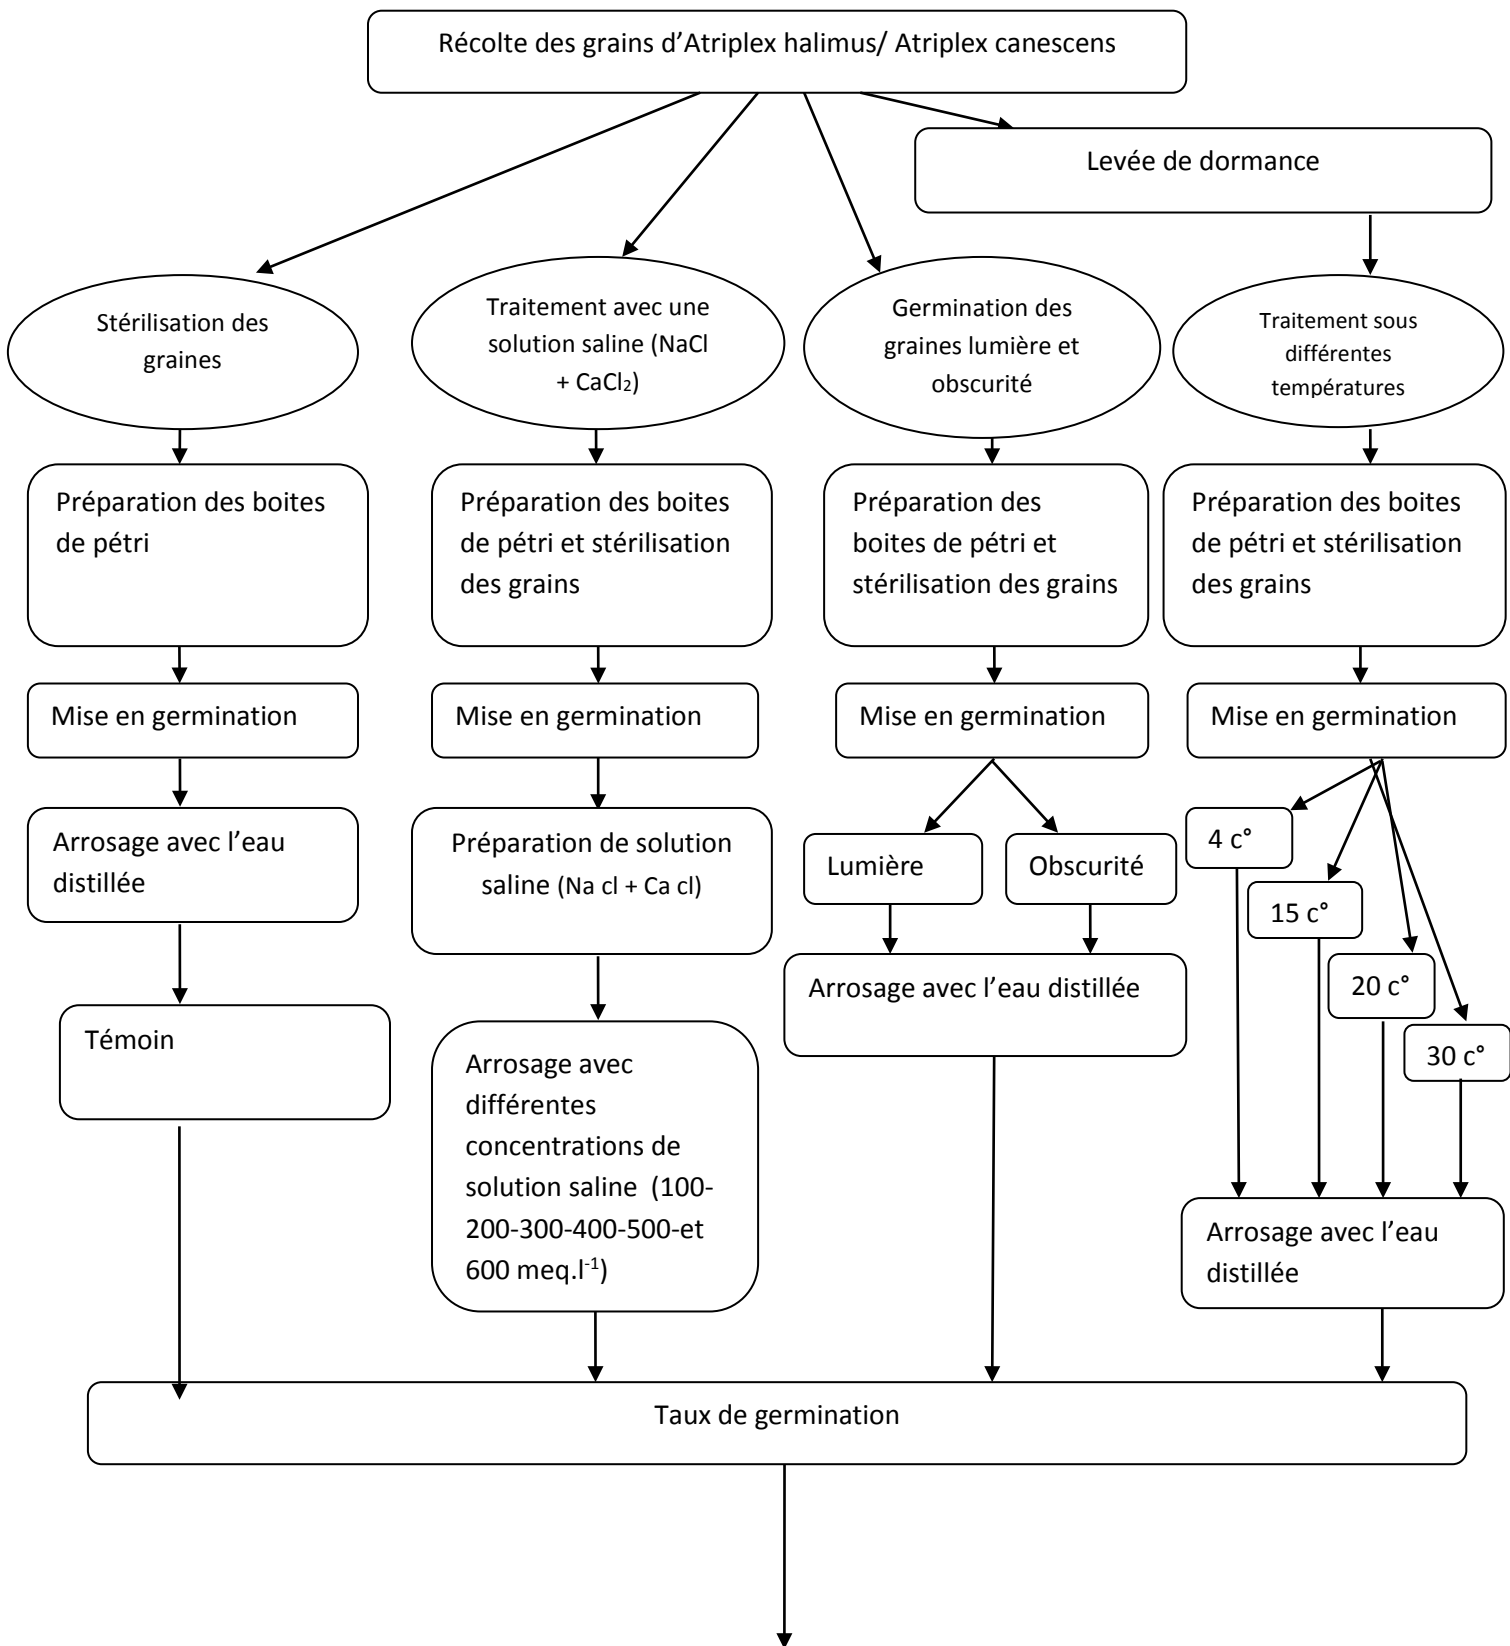 Récolte des grains d’Atriplex halimus/ Atriplex canescens
Levée de dormance
Stérilisation des
graines
Traitement avec une
solution saline (NaCl
+ CaCl₂)
Germination des
graines lumière et
obscurité
Traitement sous
différentes
températures
Préparation des boites
de pétri
Préparation des boites
de pétri et stérilisation
des grains
Préparation des
boites de pétri et
stérilisation des grains
Préparation des boites
de pétri et stérilisation
des grains
Mise en germination
Mise en germination
Mise en germination
Mise en germination
Arrosage avec l’eau
distillée
Préparation de solution
saline (Na cl + Ca cl)
Lumière
Obscurité
4 c°
15 c°
20 c°
30 c°
Témoin
Arrosage avec
différentes
concentrations de
solution saline (100-
200-300-400-500-et
600 meq.l⁻¹)
Arrosage avec l’eau distillée
Arrosage avec l’eau
distillée
Taux de germination